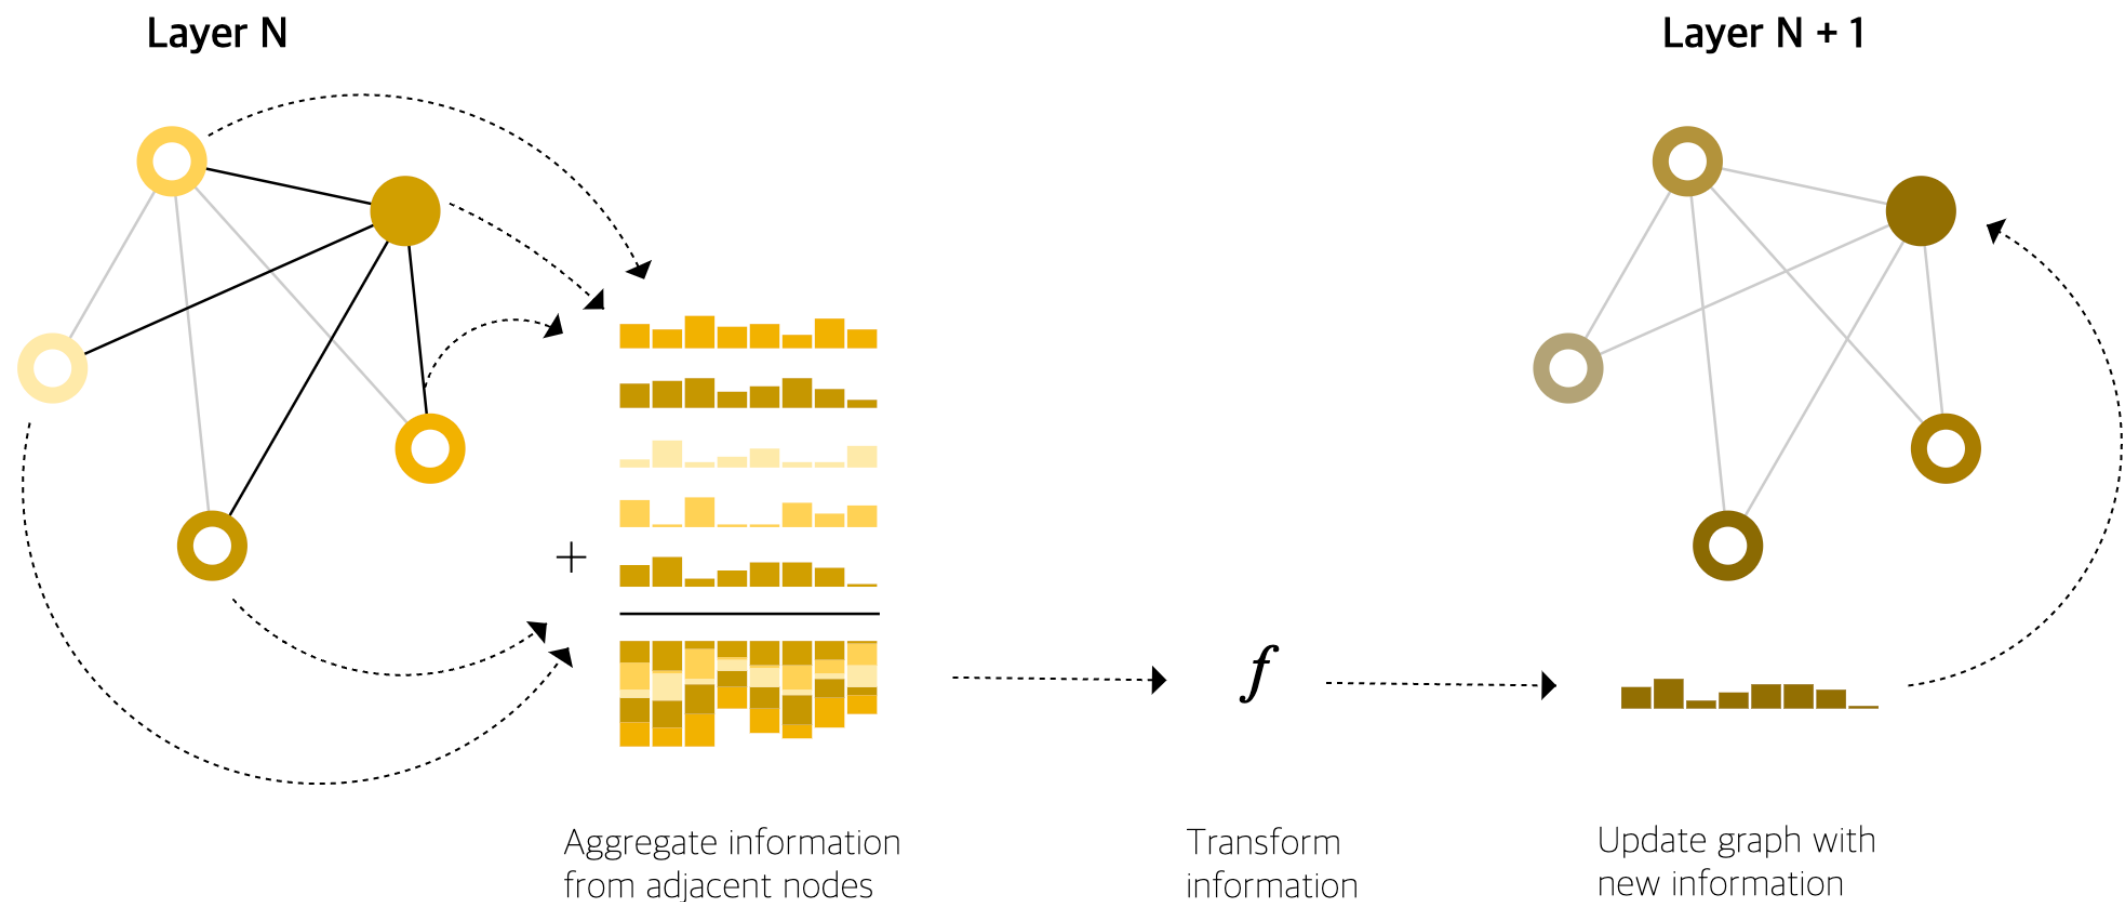 Layer N
Layer N + 1
+
f
Aggregate information
from adjacent nodes
Transform
information
Update graph with
new information